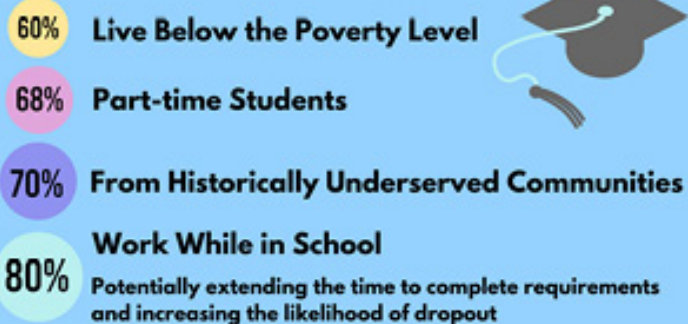 60% Live Below the Poverty Level
68% Part-time Students
70% From Historically Underserved Communities
80% Work While in School
Potentially extending the time to complete requirements
and increasing the likelihood of dropout